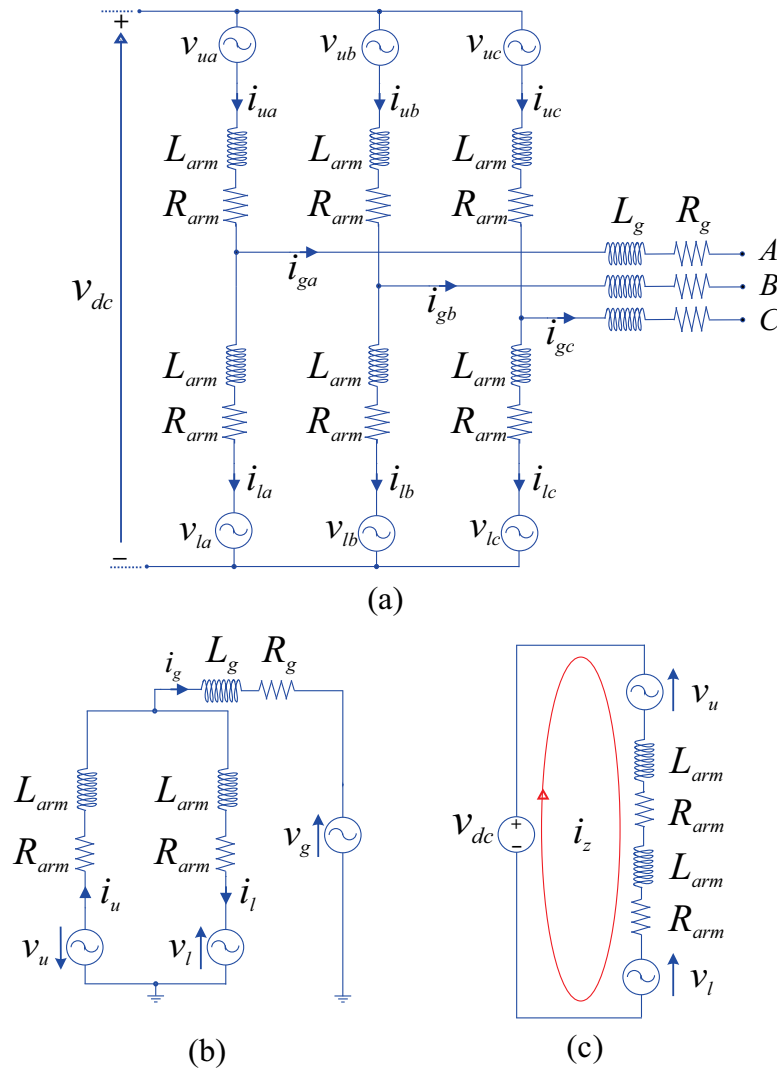 +
v_ua v_ub v_uc
i_ua i_ub i_uc
L_arm L_arm L_arm
R_arm R_arm R_arm
L_g R_g
A
i_ga
v_dc
B
i_gb
C
i_gc
L_arm L_arm L_arm
R_arm R_arm R_arm
i_la i_lb i_lc
v_la v_lb v_lc
−
(a)
i_g L_g R_g
L_arm L_arm
R_arm R_arm
v_g
i_u i_l
v_u v_l
(b)
v_u
L_arm
R_arm
v_dc + − i_z
L_arm
R_arm
v_l
(c)